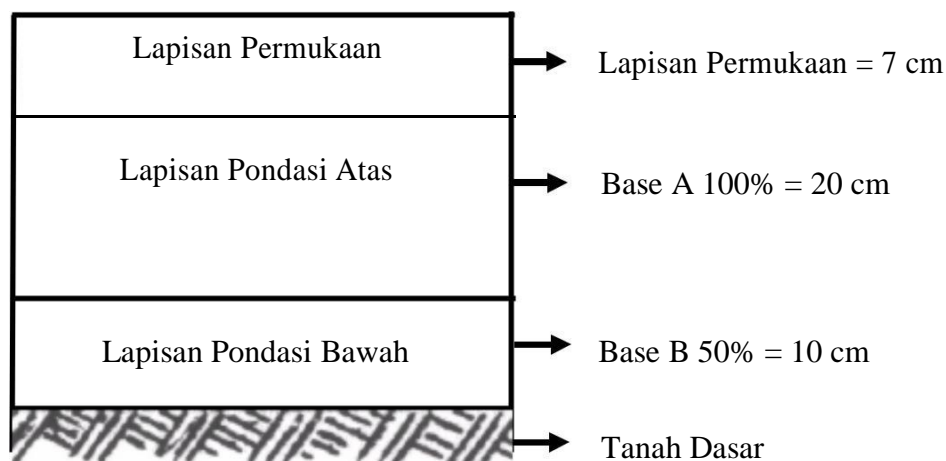 Lapisan Permukaan
Lapisan Permukaan = 7 cm
Lapisan Pondasi Atas
Base A 100% = 20 cm
Lapisan Pondasi Bawah
Base B 50% = 10 cm
Tanah Dasar